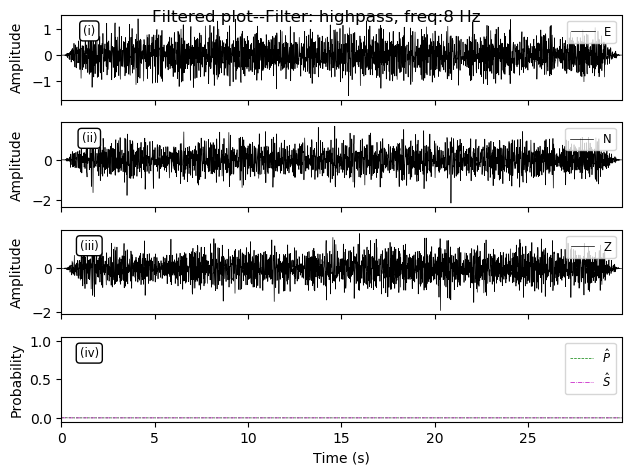 Filtered plot--Filter: highpass, freq:8 Hz
(i)
E
Amplitude
1
0
−1
(ii)
N
Amplitude
0
−2
(iii)
Z
Amplitude
0
−2
(iv)
P̂
Ŝ
Probability
1.0
0.5
0.0
0 5 10 15 20 25
Time (s)